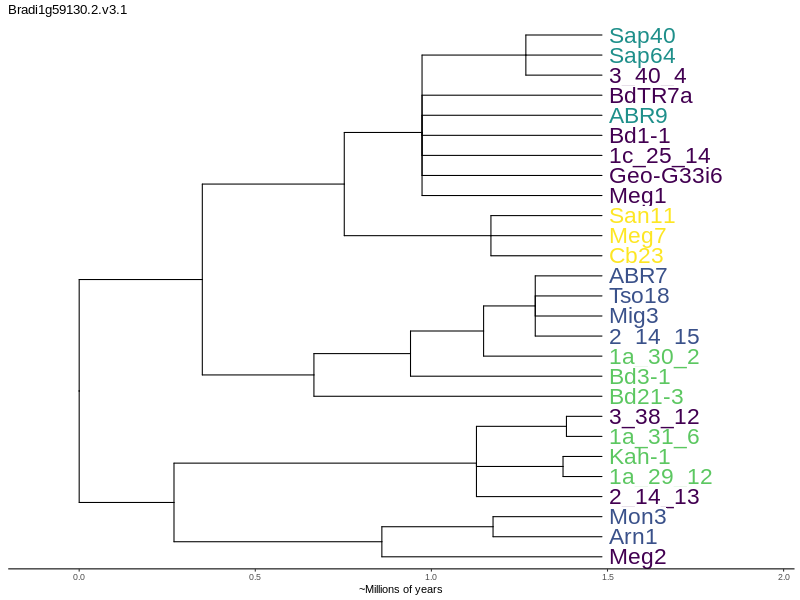 Bradi1g59130.2.v3.1
Sap40
Sap64
3_40_4
BdTR7a
ABR9
Bd1-1
1c_25_14
Geo-G33i6
Meg1
San11
Meg7
Cb23
ABR7
Tso18
Mig3
2_14_15
1a_30_2
Bd3-1
Bd21-3
3_38_12
1a_31_6
Kah-1
1a_29_12
2_14_13
Mon3
Arn1
Meg2
0.0 0.5 1.0 1.5 2.0
~Millions of years